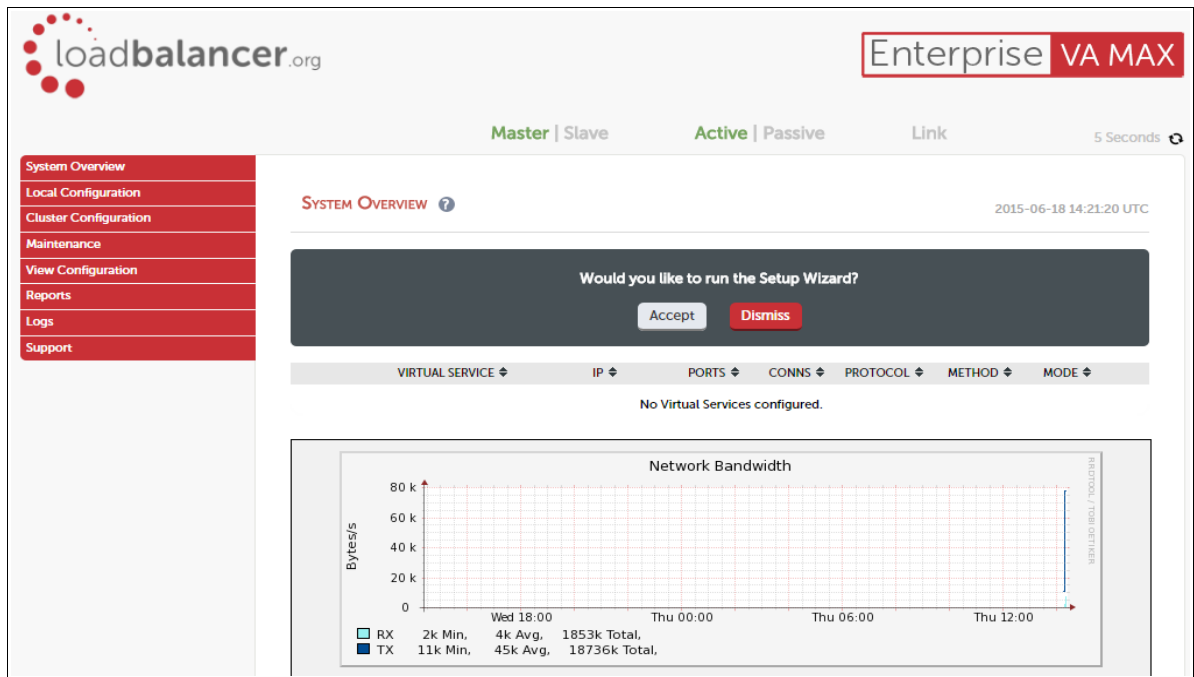 loadbalancer.org
Enterprise VA MAX
Master | Slave
Active | Passive
Link
5 Seconds
System Overview
Local Configuration
Cluster Configuration
Maintenance
View Configuration
Reports
Logs
Support
SYSTEM OVERVIEW ?
2015-06-18 14:21:20 UTC
Would you like to run the Setup Wizard?
Accept
Dismiss
VIRTUAL SERVICE IP PORTS CONNS PROTOCOL METHOD MODE
No Virtual Services configured.
Network Bandwidth
RRDTOOL / TOBI OETIKER
Bytes/s
80 k
60 k
40 k
20 k
0
Wed 18:00 Thu 00:00 Thu 06:00 Thu 12:00
RX 2k Min, 4k Avg, 1853k Total,
TX 11k Min, 45k Avg, 18736k Total,